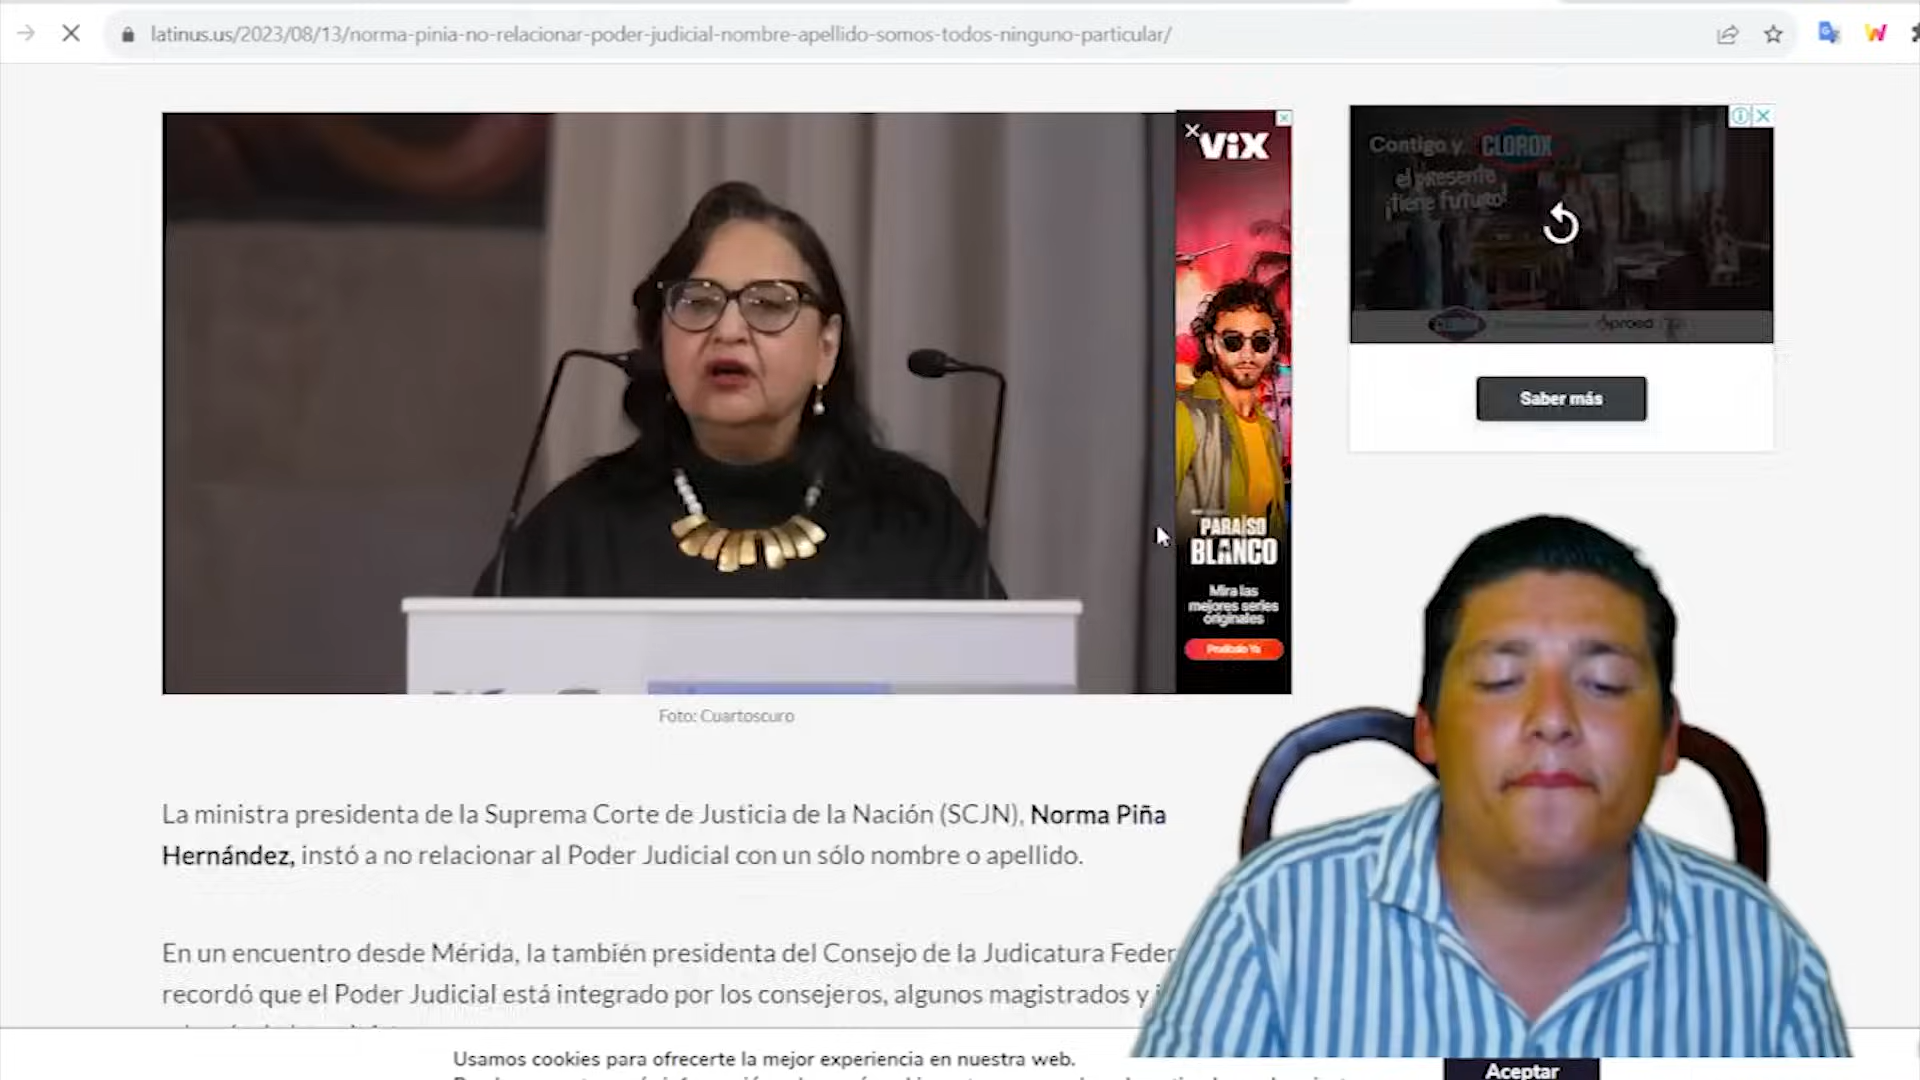 latinus.us/2023/08/13/norma-pinia-no-relacionar-poder-judicial-nombre-apellido-somos-todos-ninguno-particular/
ViX
PARAÍSO
BLANCO
Mira las
mejores series
originales
Contigo y CLOROX
el presente
¡tiene futuro!
Saber más
Foto: Cuartoscuro
La ministra presidenta de la Suprema Corte de Justicia de la Nación (SCJN), Norma Piña
Hernández, instó a no relacionar al Poder Judicial con un sólo nombre o apellido.
En un encuentro desde Mérida, la también presidenta del Consejo de la Judicatura Feder
recordó que el Poder Judicial está integrado por los consejeros, algunos magistrados y
Usamos cookies para ofrecerte la mejor experiencia en nuestra web.
Aceptar